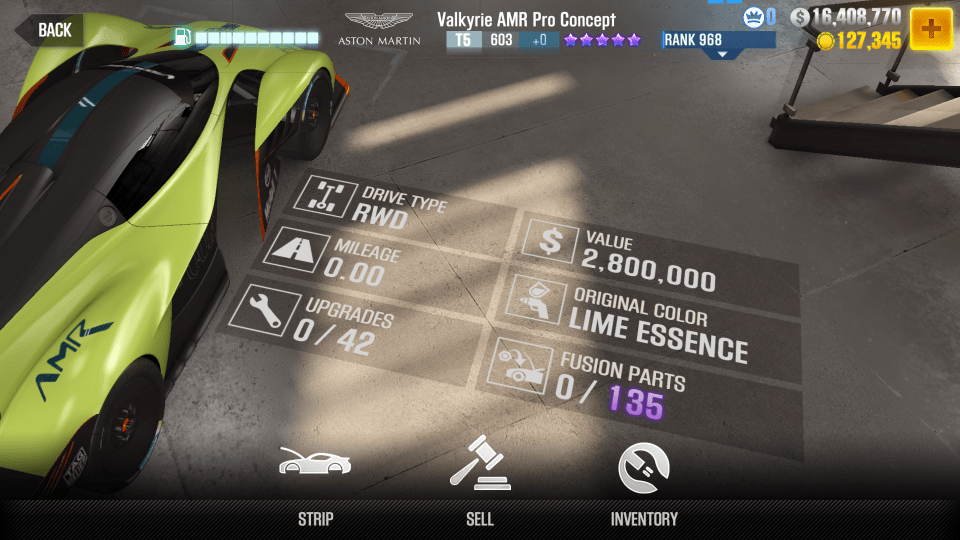 BACK
ASTON MARTIN
Valkyrie AMR Pro Concept
T5 603 +0
RANK 968
0
16,408,770
127,345
DRIVE TYPE
RWD
MILEAGE
0.00
UPGRADES
0 / 42
VALUE
2,800,000
ORIGINAL COLOR
LIME ESSENCE
FUSION PARTS
0 / 135
AMR
STRIP
SELL
INVENTORY